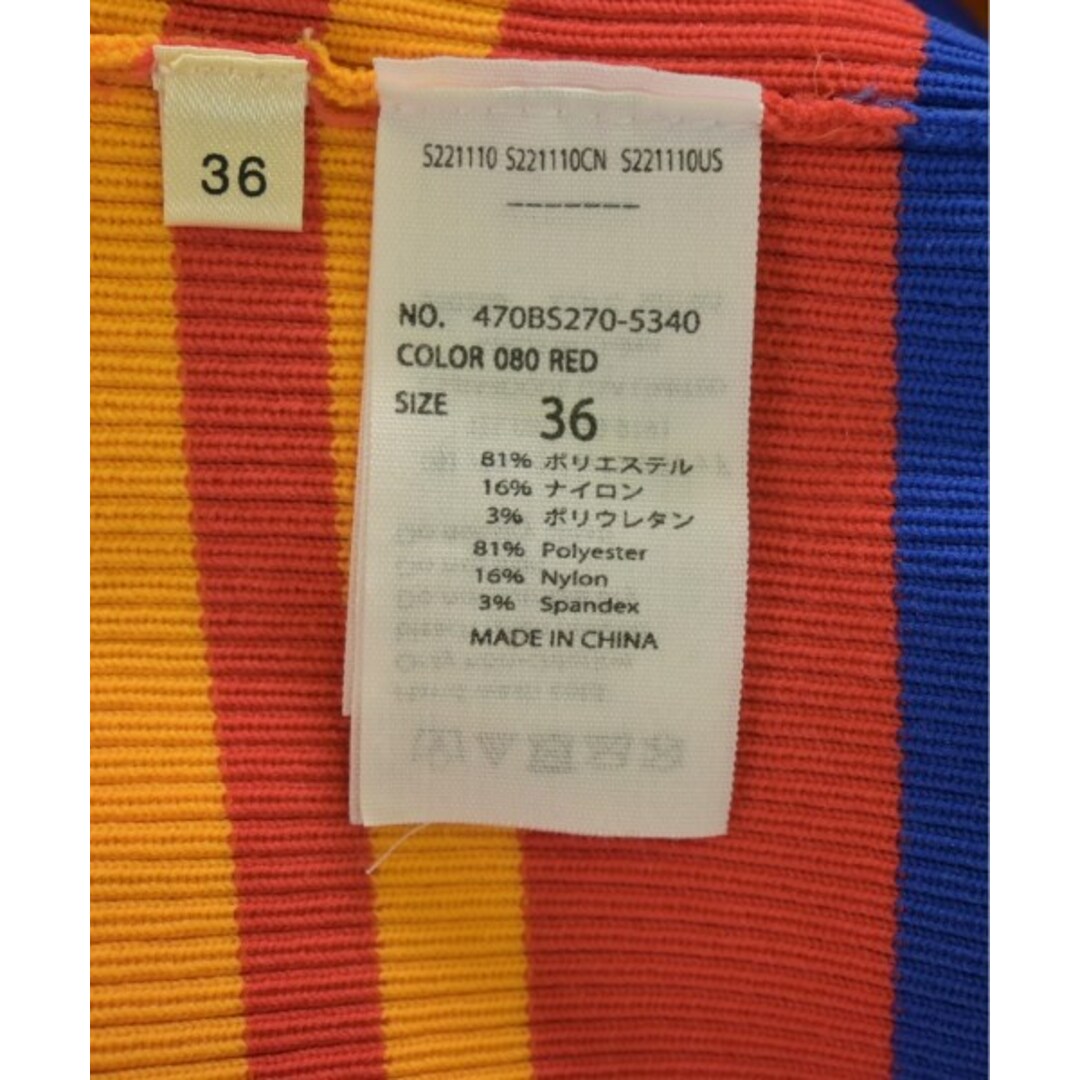 36
S221110 S221110CN S221110US
-------
NO. 470BS270-5340
COLOR 080 RED
SIZE 36
81% ポリエステル
16% ナイロン
3% ポリウレタン
81% Polyester
16% Nylon
3% Spandex
MADE IN CHINA